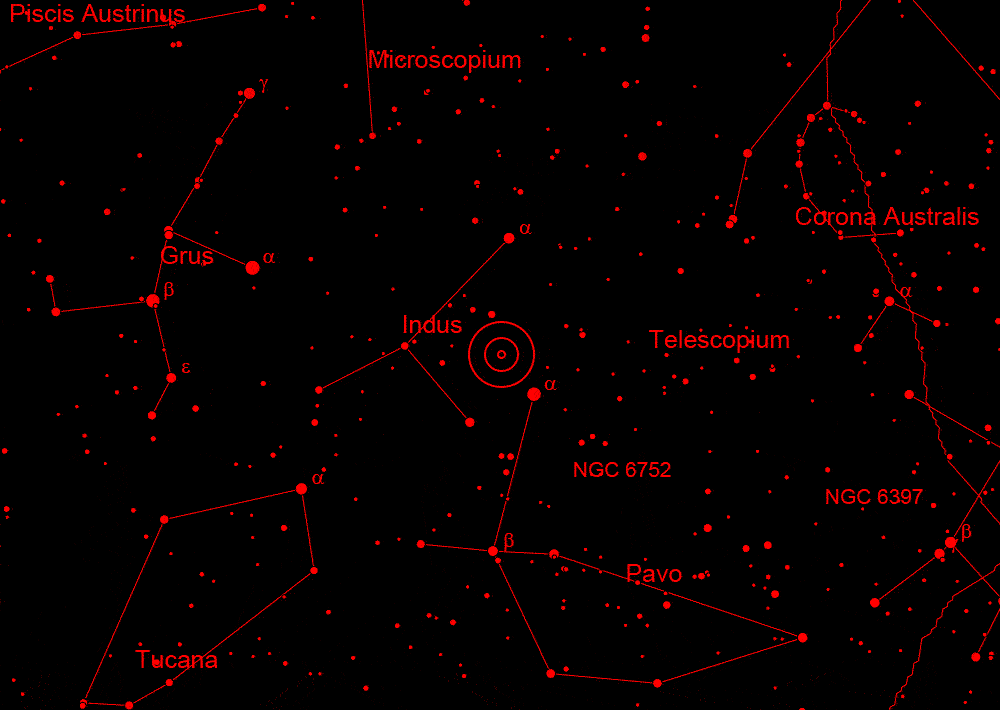 Piscis Austrinus
Microscopium
γ
Corona Australis
α
Grus
α
β
α
Indus
Telescopium
ε
α
NGC 6752
α
NGC 6397
β
β
Pavo
Tucana